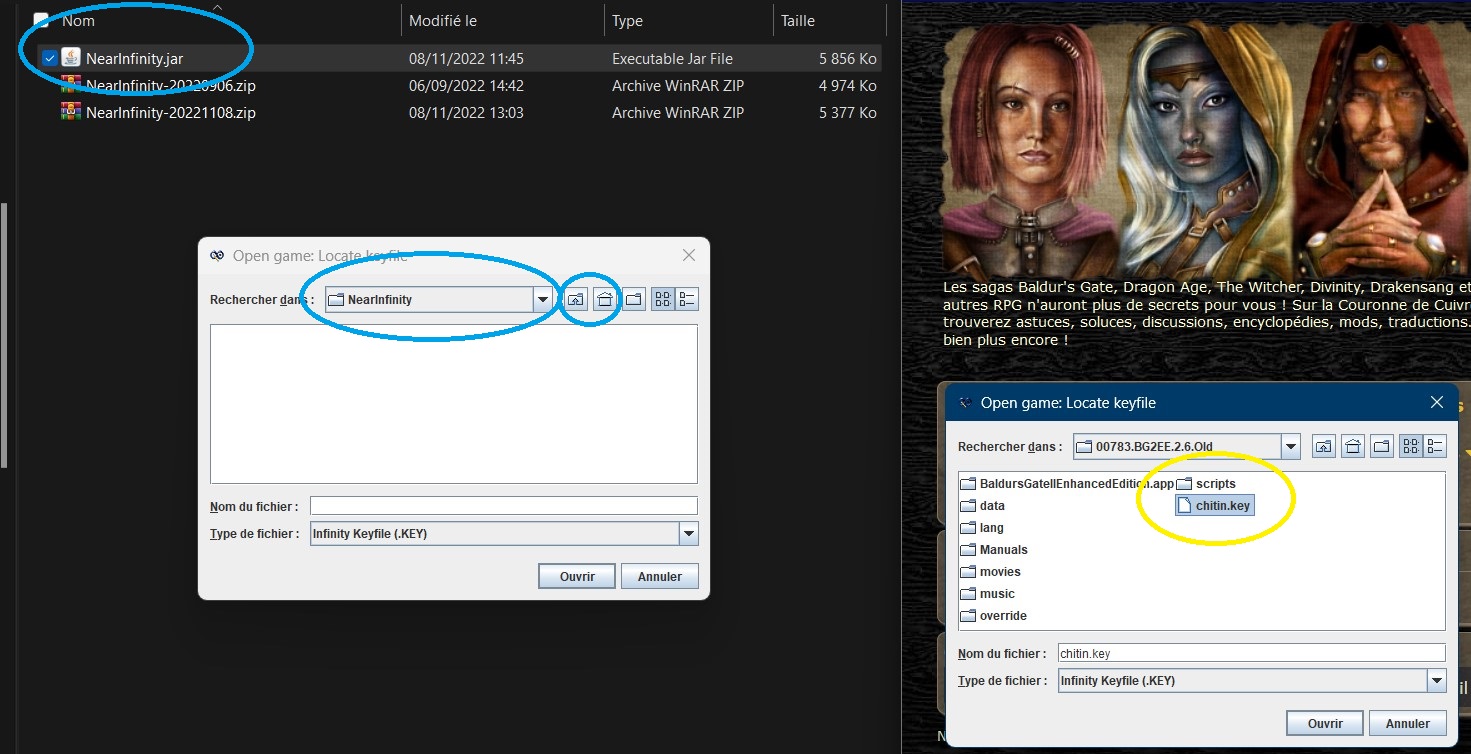 Nom Modifié le Type Taille
NearInfinity.jar 08/11/2022 11:45 Executable Jar File 5 856 Ko
NearInfinity-20220906.zip 06/09/2022 14:42 Archive WinRAR ZIP 4 974 Ko
NearInfinity-20221108.zip 08/11/2022 13:03 Archive WinRAR ZIP 5 377 Ko
Open game: Locate keyfile
Rechercher dans : NearInfinity
Nom du fichier :
Type de fichier : Infinity Keyfile (.KEY)
Ouvrir Annuler
Les sagas Baldur's Gate, Dragon Age, The Witcher, Divinity, Drakensang et
autres RPG n'auront plus de secrets pour vous ! Sur la Couronne de Cuivr
trouverez astuces, soluces, discussions, encyclopédies, mods, traductions.
bien plus encore !
Open game: Locate keyfile
Rechercher dans : 00783.BG2EE.2.6.Old
BaldursGateIIEnhancedEdition.app scripts
data chitin.key
lang
Manuals
movies
music
override
Nom du fichier : chitin.key
Type de fichier : Infinity Keyfile (.KEY)
Ouvrir Annuler